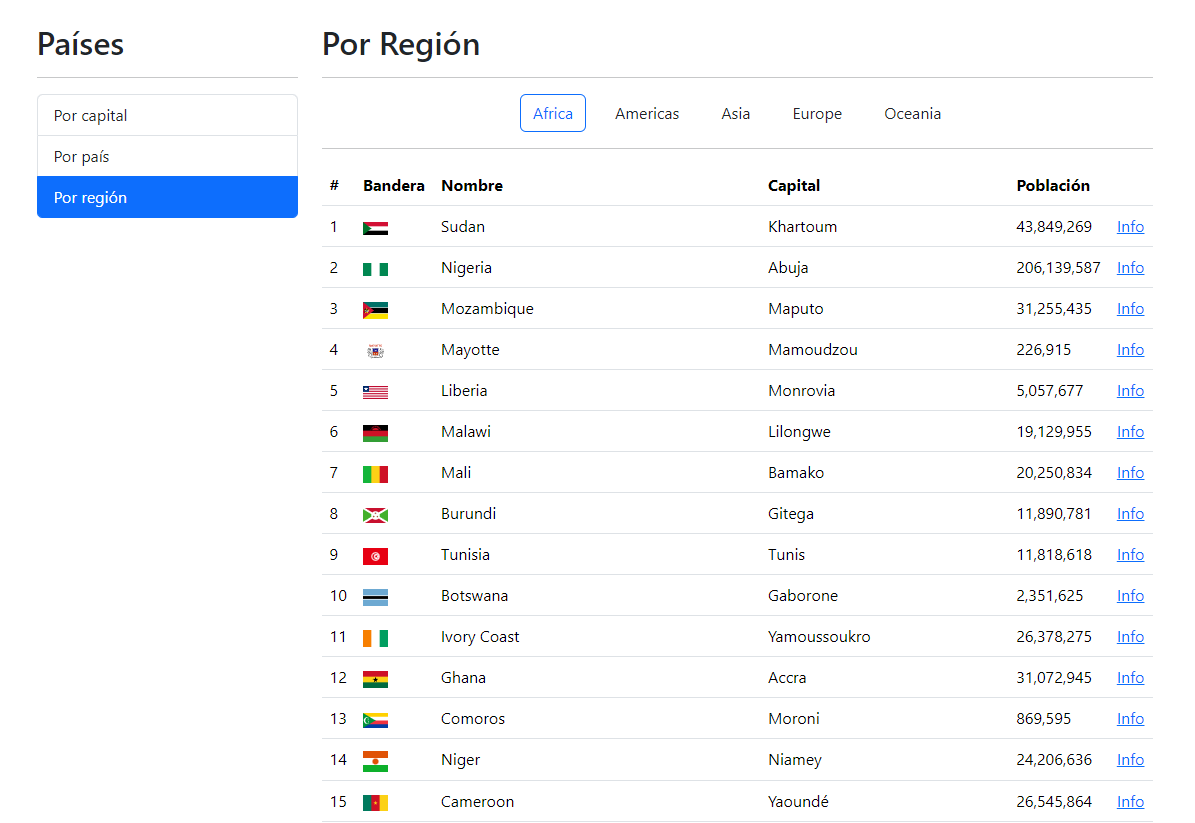 Países
Por capital
Por país
Por región
Por Región
Africa Americas Asia Europe Oceania
# Bandera Nombre Capital Población
1 Sudan Khartoum 43,849,269 Info
2 Nigeria Abuja 206,139,587 Info
3 Mozambique Maputo 31,255,435 Info
4 Mayotte Mamoudzou 226,915 Info
5 Liberia Monrovia 5,057,677 Info
6 Malawi Lilongwe 19,129,955 Info
7 Mali Bamako 20,250,834 Info
8 Burundi Gitega 11,890,781 Info
9 Tunisia Tunis 11,818,618 Info
10 Botswana Gaborone 2,351,625 Info
11 Ivory Coast Yamoussoukro 26,378,275 Info
12 Ghana Accra 31,072,945 Info
13 Comoros Moroni 869,595 Info
14 Niger Niamey 24,206,636 Info
15 Cameroon Yaoundé 26,545,864 Info